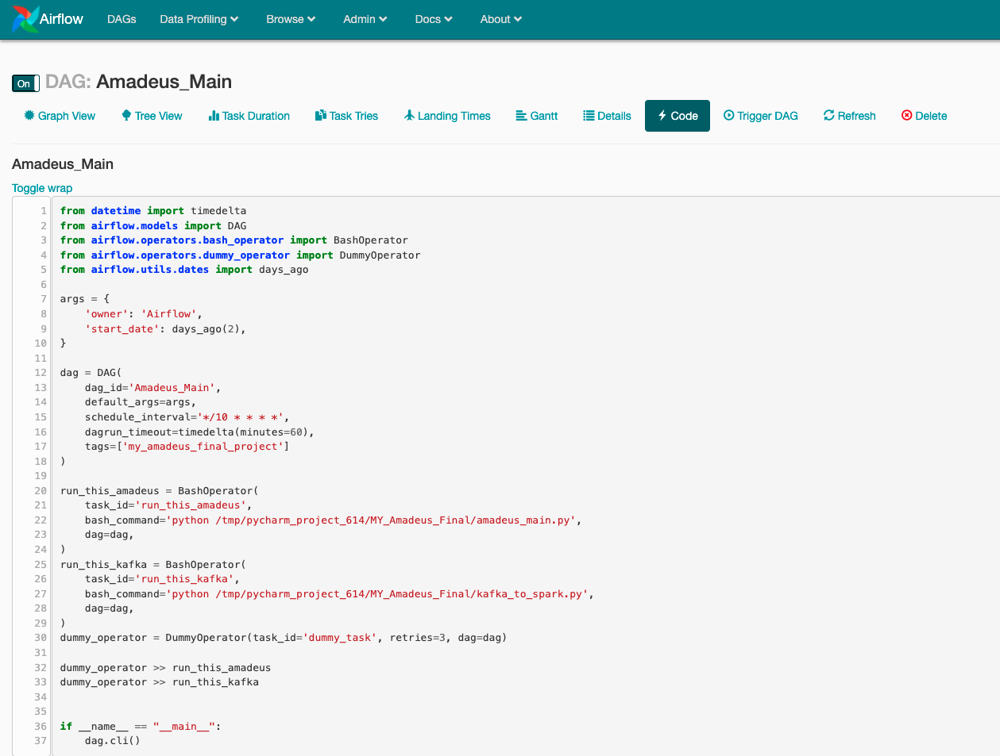 Airflow DAGs Data Profiling Browse Admin Docs About
On DAG: Amadeus_Main
Graph View Tree View Task Duration Task Tries Landing Times Gantt Details Code Trigger DAG Refresh Delete
Amadeus_Main
Toggle wrap
1 from datetime import timedelta
2 from airflow.models import DAG
3 from airflow.operators.bash_operator import BashOperator
4 from airflow.operators.dummy_operator import DummyOperator
5 from airflow.utils.dates import days_ago
6
7 args = {
8     'owner': 'Airflow',
9     'start_date': days_ago(2),
10 }
11
12 dag = DAG(
13     dag_id='Amadeus_Main',
14     default_args=args,
15     schedule_interval='*/10 * * * *',
16     dagrun_timeout=timedelta(minutes=60),
17     tags=['my_amadeus_final_project']
18 )
19
20 run_this_amadeus = BashOperator(
21     task_id='run_this_amadeus',
22     bash_command='python /tmp/pycharm_project_614/MY_Amadeus_Final/amadeus_main.py',
23     dag=dag,
24 )
25 run_this_kafka = BashOperator(
26     task_id='run_this_kafka',
27     bash_command='python /tmp/pycharm_project_614/MY_Amadeus_Final/kafka_to_spark.py',
28     dag=dag,
29 )
30 dummy_operator = DummyOperator(task_id='dummy_task', retries=3, dag=dag)
31
32 dummy_operator >> run_this_amadeus
33 dummy_operator >> run_this_kafka
34
35
36 if __name__ == "__main__":
37     dag.cli()